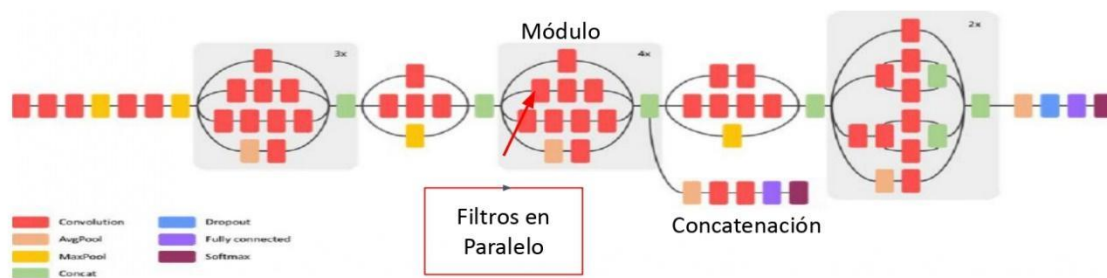 Módulo
3x
4x
2x
Filtros en
Paralelo
Concatenación
Convolution
AvgPool
MaxPool
Concat
Dropout
Fully connected
Softmax